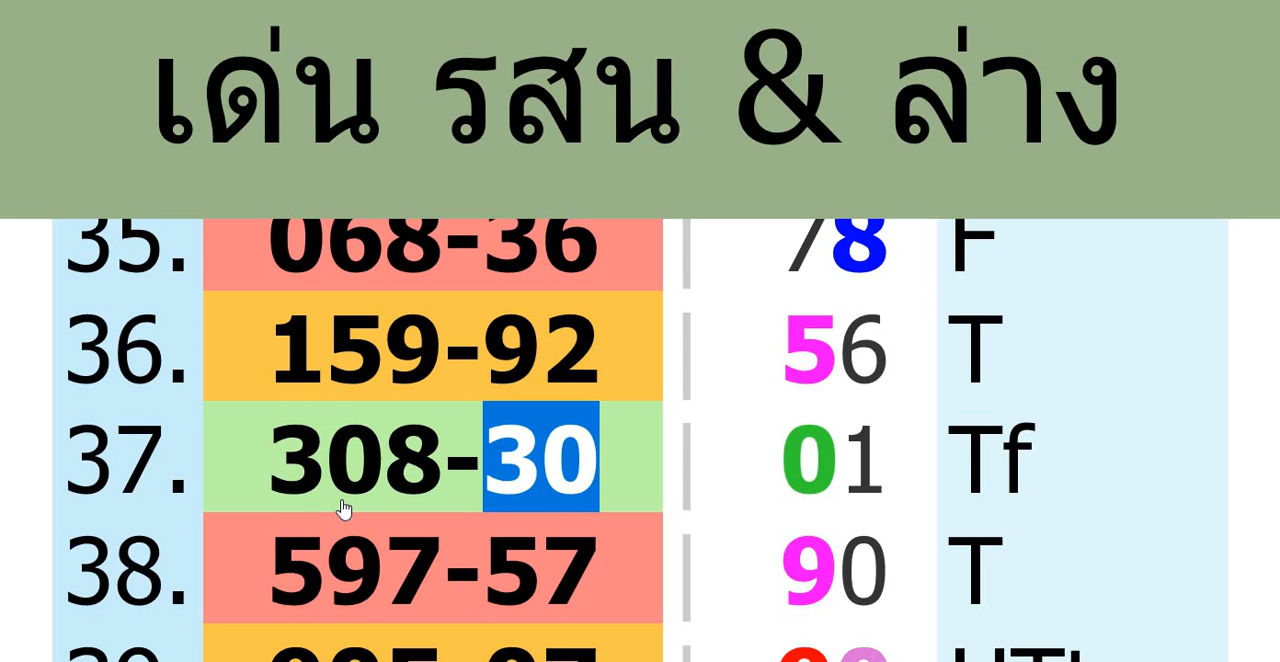 เด่น รสน & ล่าง
35. 068-36 78 F
36. 159-92 56 T
37. 308-30 01 Tf
38. 597-57 90 T